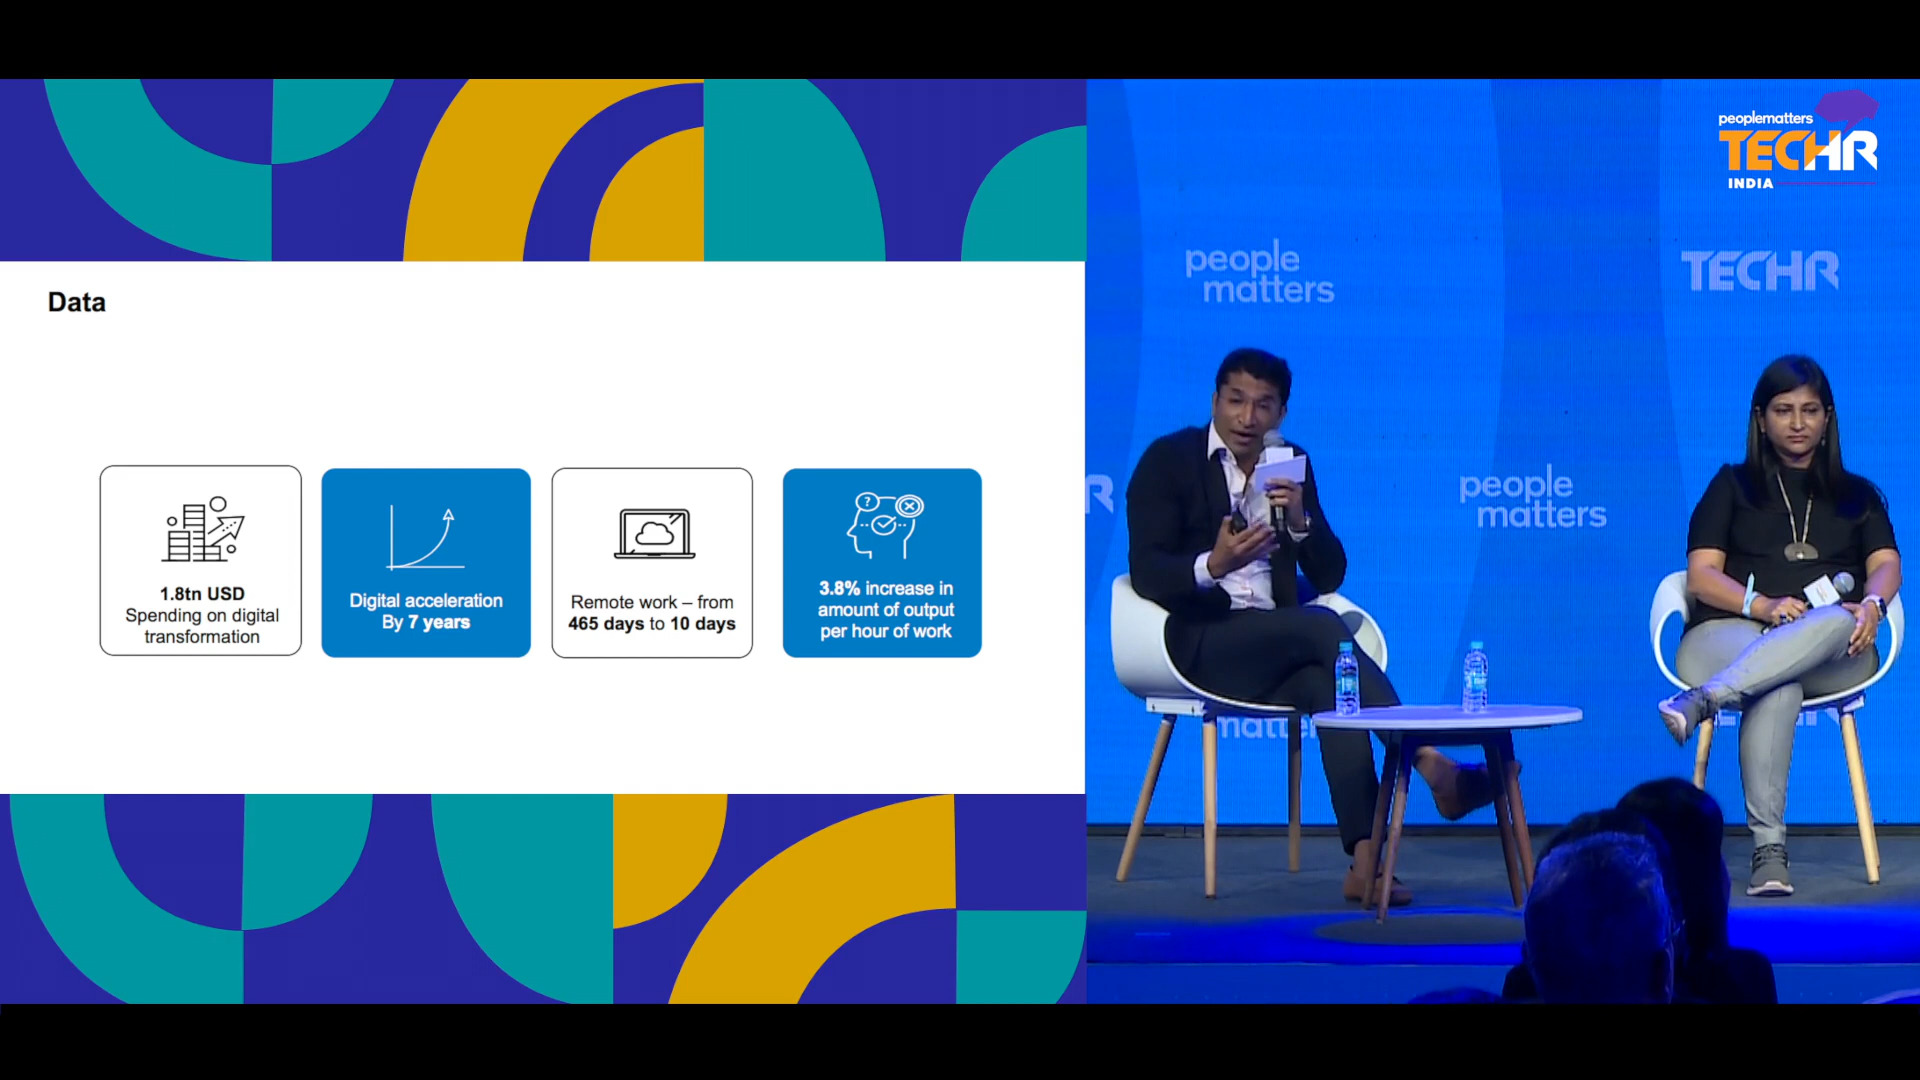 Data
1.8tn USD
Spending on digital
transformation
Digital acceleration
By 7 years
Remote work – from
465 days to 10 days
3.8% increase in
amount of output
per hour of work
peoplematters
TECHR
INDIA
people
matters
TECHR
R
people
matters
matter